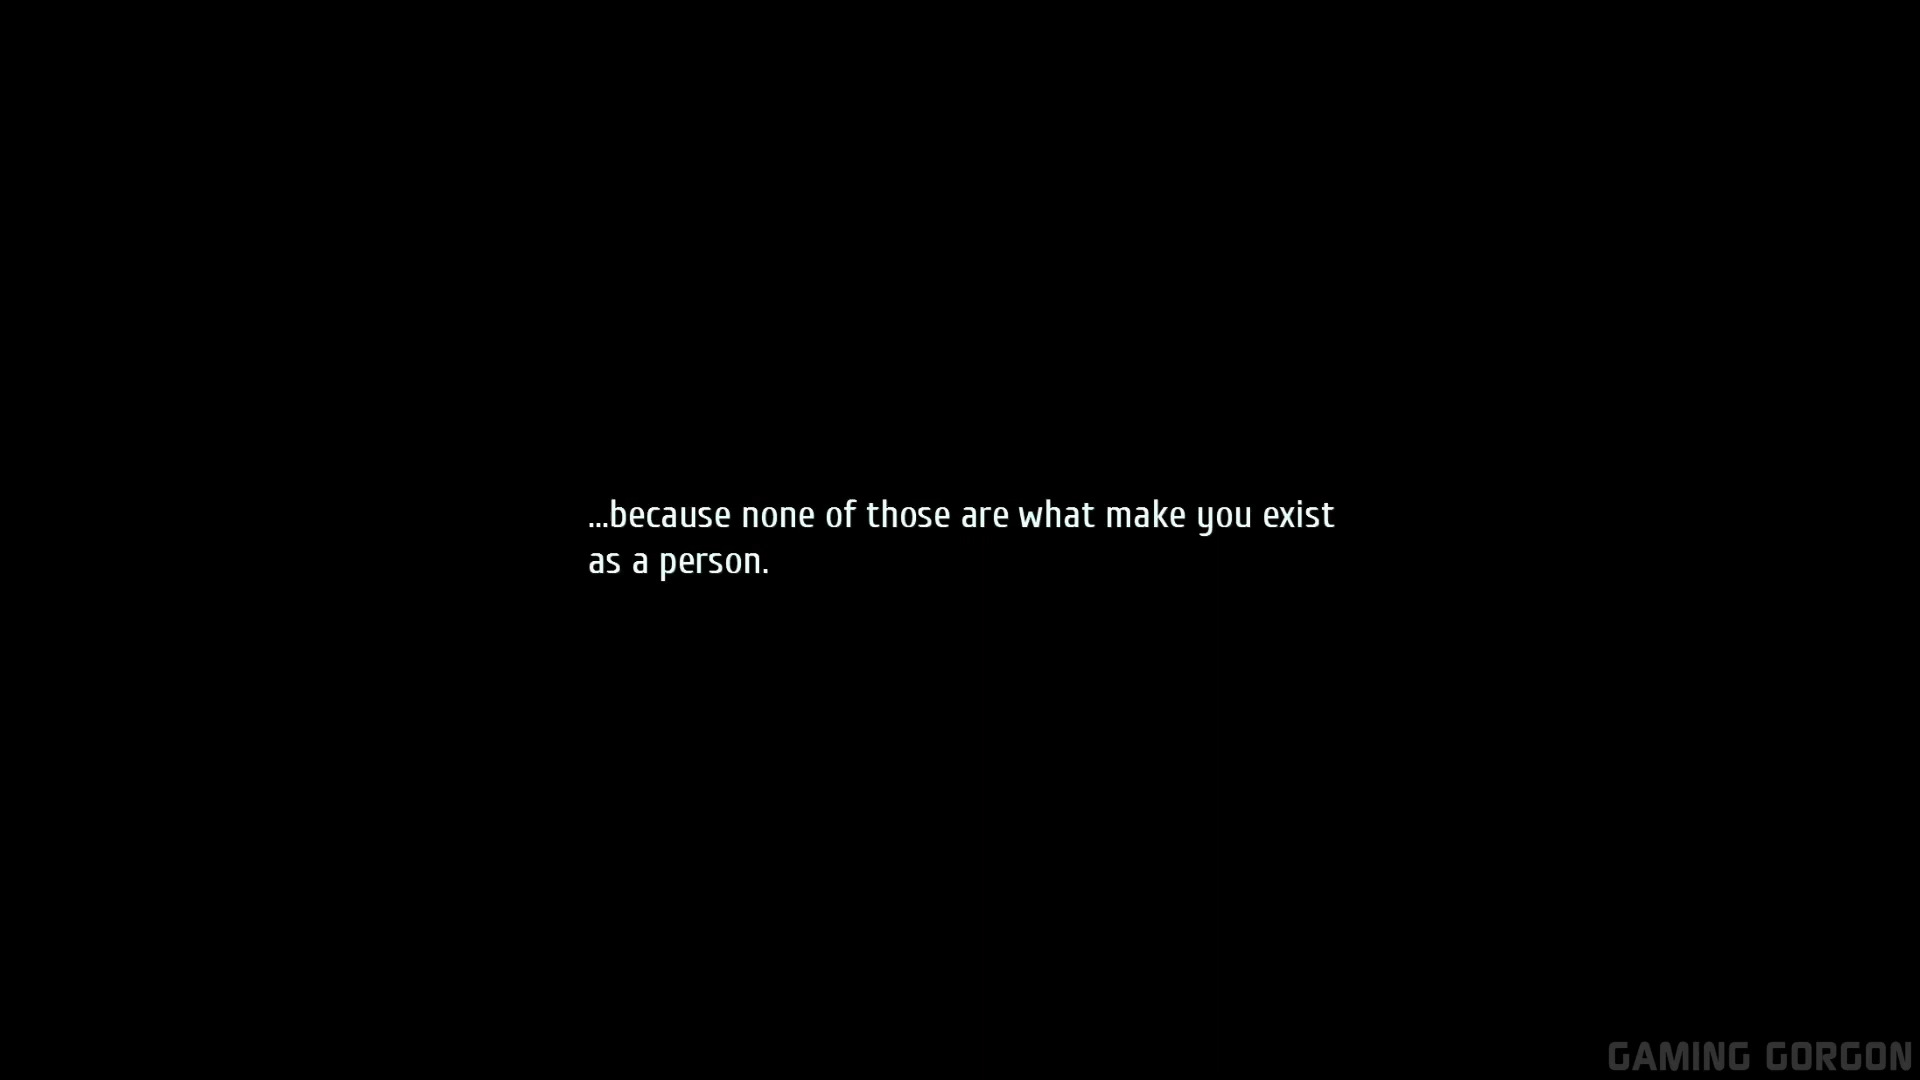 ...because none of those are what make you exist
as a person.
GAMING GORGON